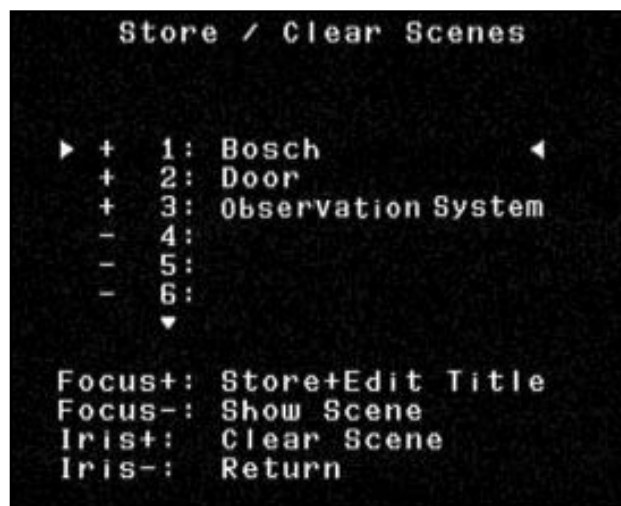 Store / Clear Scenes
+ 1: Bosch
+ 2: Door
+ 3: Observation System
- 4:
- 5:
- 6:
Focus+: Store+Edit Title
Focus-: Show Scene
Iris+: Clear Scene
Iris-: Return